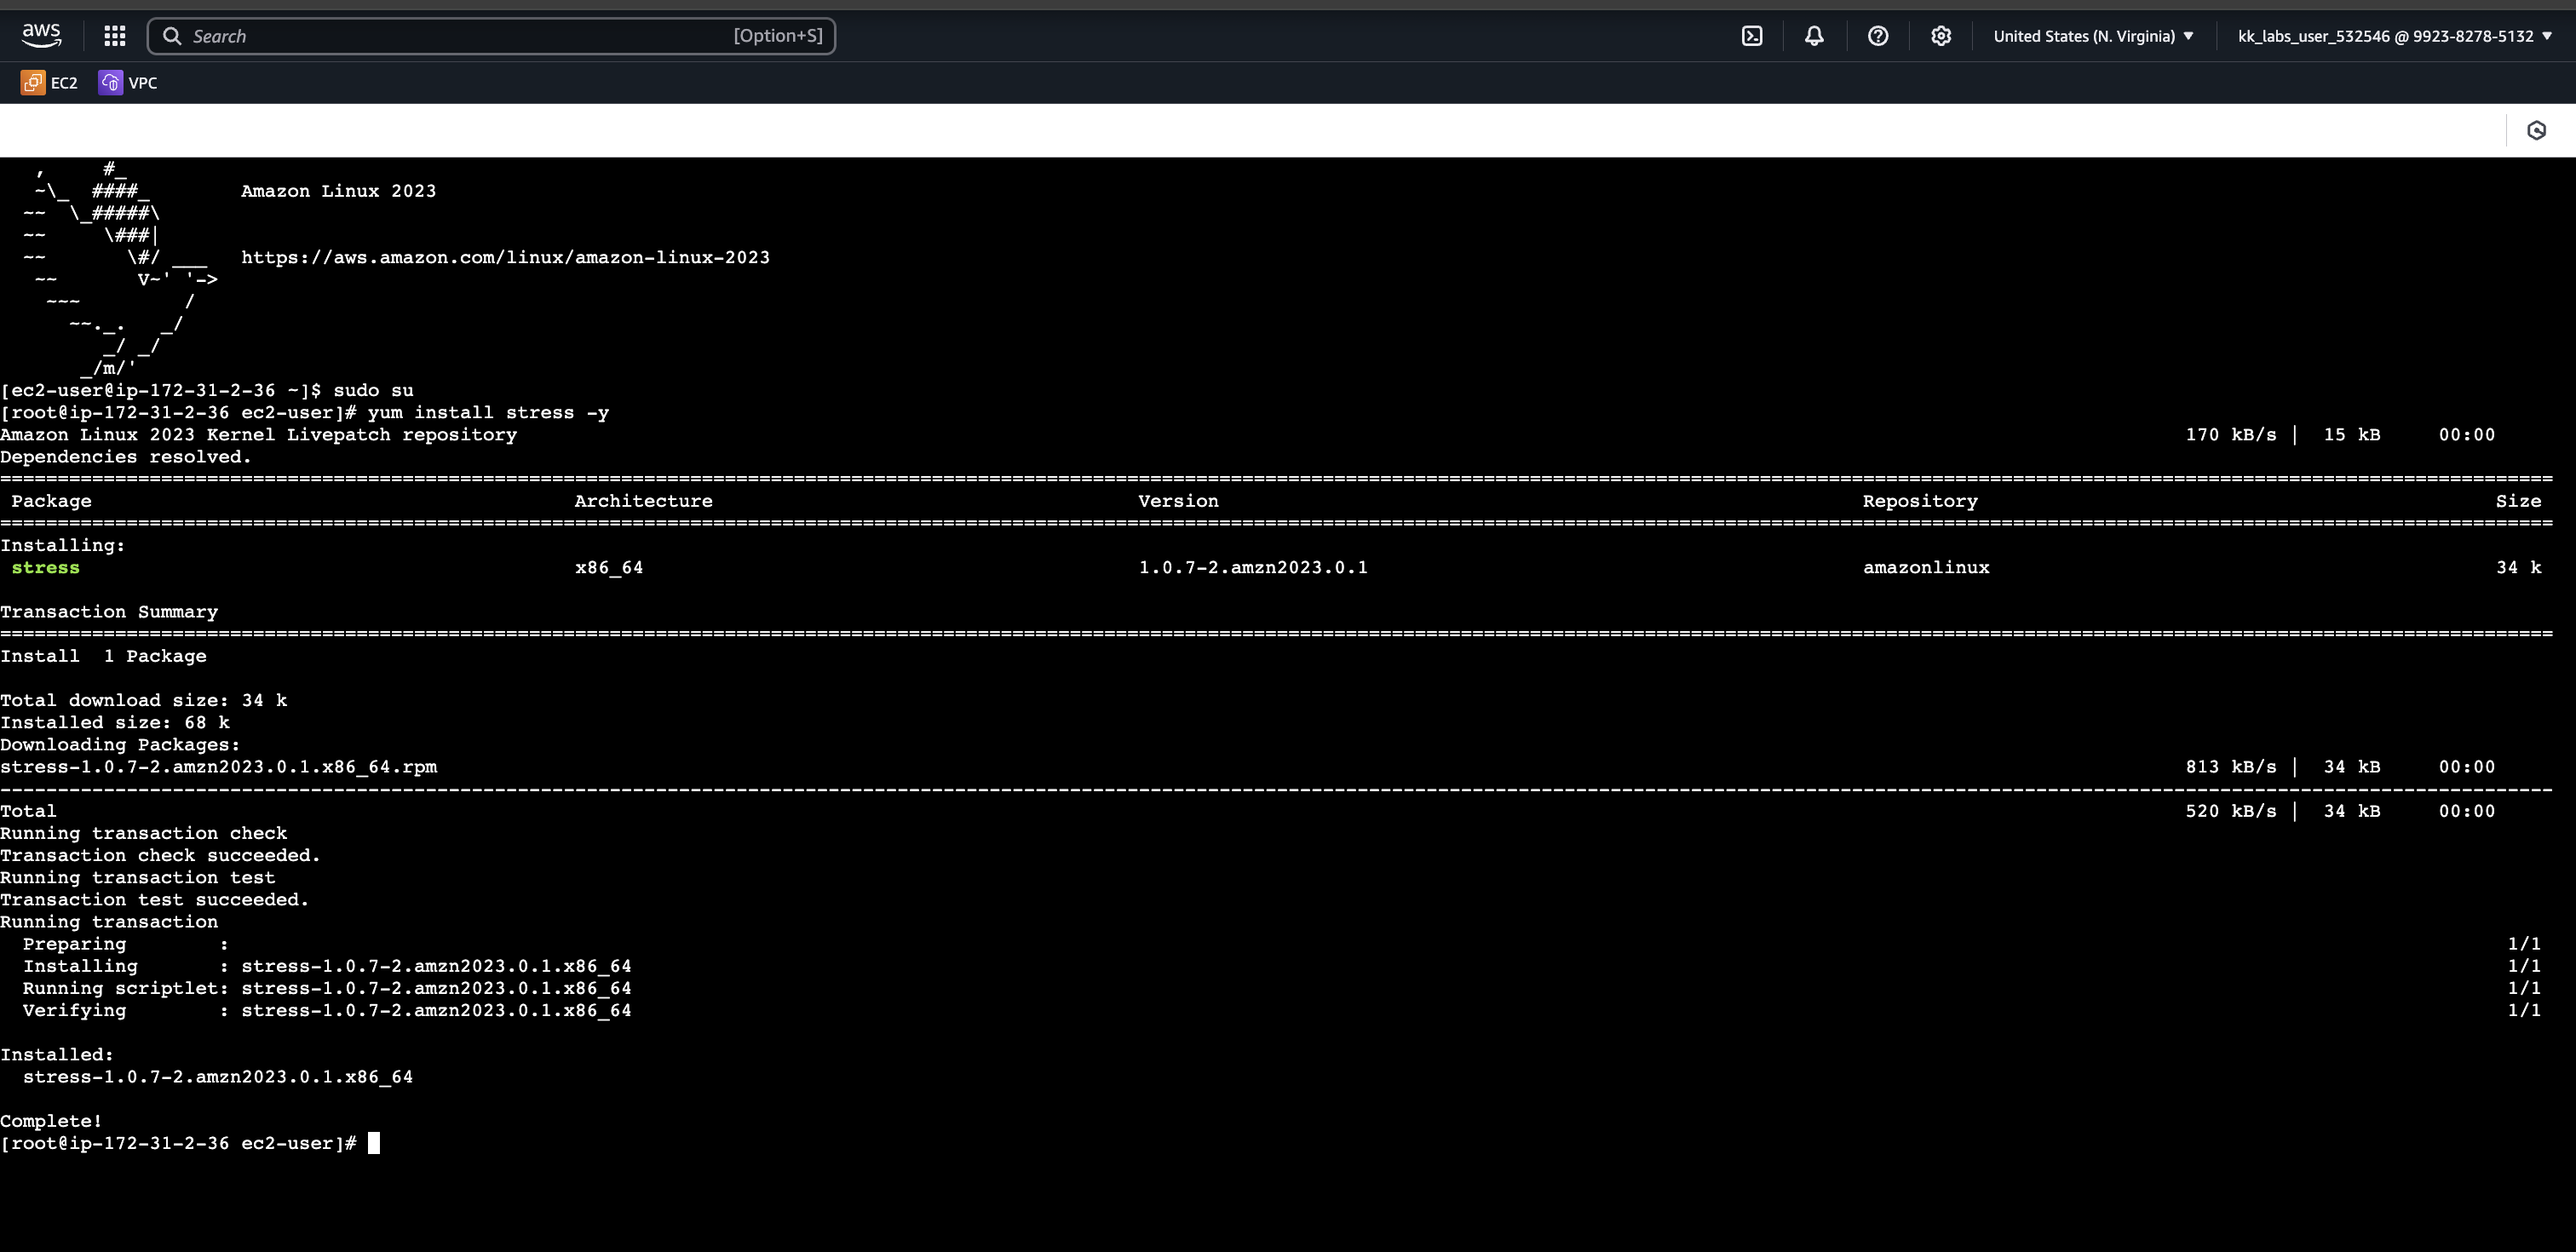 aws Search [Option+S] United States (N. Virginia) ▼ kk_labs_user_532546 @ 9923-8278-5132 ▼
EC2 VPC
   ,     #_
   ~\_  ####_        Amazon Linux 2023
  ~~  \_#####\
  ~~     \###|
  ~~       \#/ ___   https://aws.amazon.com/linux/amazon-linux-2023
   ~~       V~' '->
    ~~~         /
      ~~._.   _/
         _/ _/
       _/m/'
[ec2-user@ip-172-31-2-36 ~]$ sudo su
[root@ip-172-31-2-36 ec2-user]# yum install stress -y
Amazon Linux 2023 Kernel Livepatch repository 170 kB/s | 15 kB 00:00
Dependencies resolved.
Package Architecture Version Repository Size
Installing:
stress x86_64 1.0.7-2.amzn2023.0.1 amazonlinux 34 k
Transaction Summary
Install 1 Package
Total download size: 34 k
Installed size: 68 k
Downloading Packages:
stress-1.0.7-2.amzn2023.0.1.x86_64.rpm 813 kB/s | 34 kB 00:00
Total 520 kB/s | 34 kB 00:00
Running transaction check
Transaction check succeeded.
Running transaction test
Transaction test succeeded.
Running transaction
Preparing : 1/1
Installing : stress-1.0.7-2.amzn2023.0.1.x86_64 1/1
Running scriptlet: stress-1.0.7-2.amzn2023.0.1.x86_64 1/1
Verifying : stress-1.0.7-2.amzn2023.0.1.x86_64 1/1
Installed:
stress-1.0.7-2.amzn2023.0.1.x86_64
Complete!
[root@ip-172-31-2-36 ec2-user]#